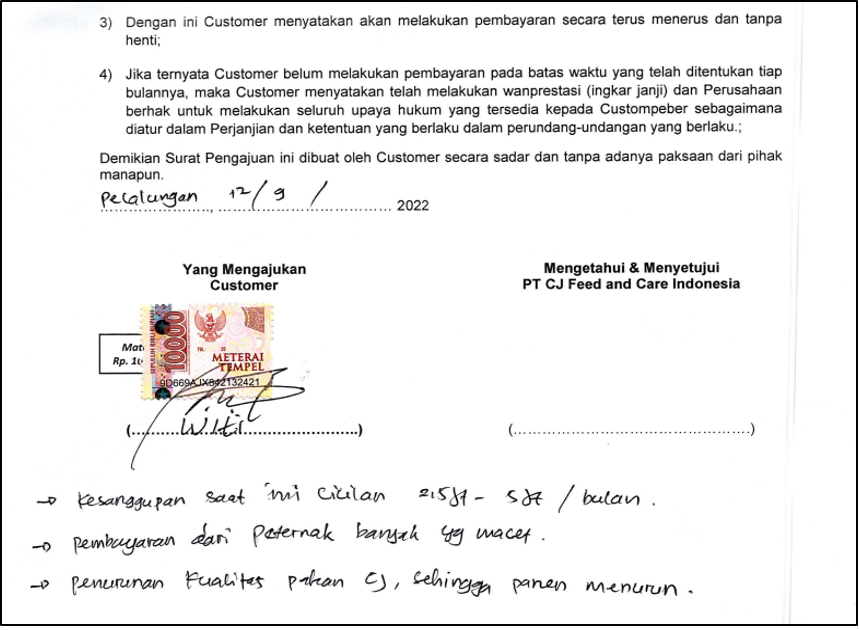 3) Dengan ini Customer menyatakan akan melakukan pembayaran secara terus menerus dan tanpa
henti;
4) Jika ternyata Customer belum melakukan pembayaran pada batas waktu yang telah ditentukan tiap
bulannya, maka Customer menyatakan telah melakukan wanprestasi (ingkar janji) dan Perusahaan
berhak untuk melakukan seluruh upaya hukum yang tersedia kepada Custompeber sebagaimana
diatur dalam Perjanjian dan ketentuan yang berlaku dalam perundang-undangan yang berlaku.;
Demikian Surat Pengajuan ini dibuat oleh Customer secara sadar dan tanpa adanya paksaan dari pihak
manapun.
Pecalungan, 12/9/ 2022
Yang Mengajukan
Customer
Mengetahui & Menyetujui
PT CJ Feed and Care Indonesia
Mat
Rp. 10
SEPULUH RIBU RUPIAH
10000
TGL. 20
METERAI
TEMPEL
9D669AJX842132421
(..........Witi..........................)
(....................................................)
→ kesanggupan saat ini cicilan 2,5jt - 5jt / bulan.
→ pembayaran dari peternak banyak yg macet.
→ penurunan kualitas pakan CJ, sehingga panen menurun.